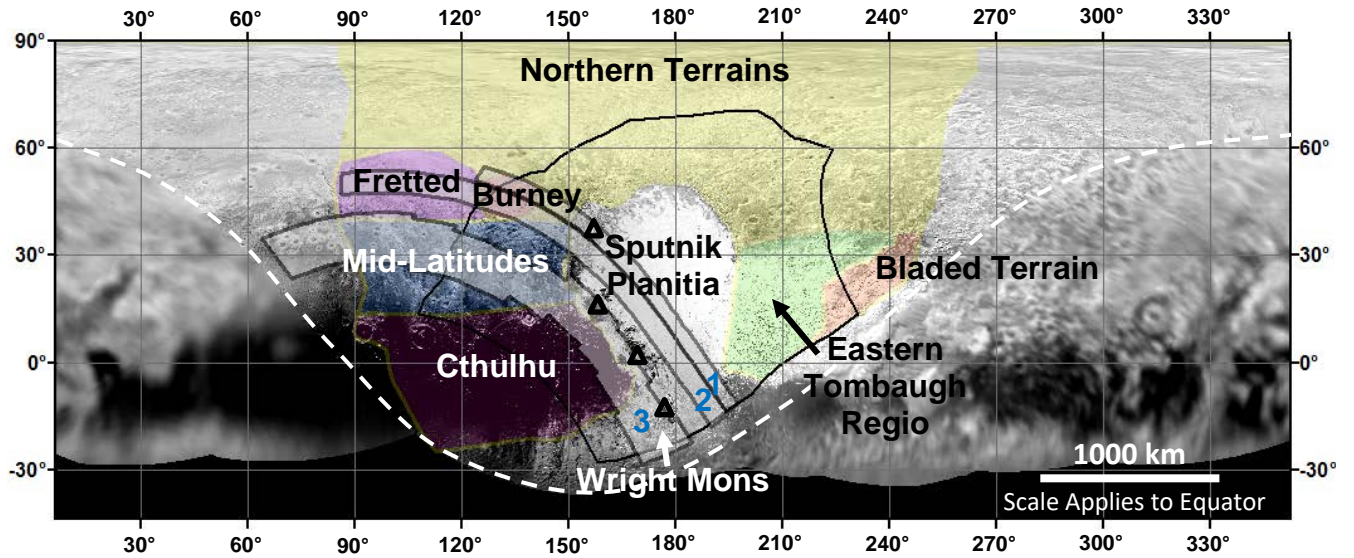 30° 60° 90° 120° 150° 180° 210° 240° 270° 300° 330°
90°
Northern Terrains
60° 60°
Fretted Burney
Sputnik
30° 30°
Mid-Latitudes Planitia Bladed Terrain
0° Cthulhu 0°
Eastern
1
Tombaugh
2
3 Regio
1000 km
-30° Wright Mons -30°
Scale Applies to Equator
30° 60° 90° 120° 150° 180° 210° 240° 270° 300° 330°